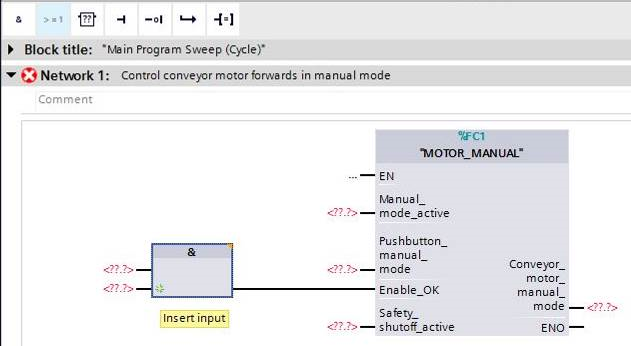 & >=1 ?? -| -o| ↦ -[=]
Block title: "Main Program Sweep (Cycle)"
Network 1: Control conveyor motor forwards in manual mode
Comment
%FC1
"MOTOR_MANUAL"
... EN
Manual_
<??.?> mode_active
Pushbutton_
manual_
<??.?> mode
&
<??.?>
<??.?>
Enable_OK
Insert input
Safety_
<??.?> shutoff_active
Conveyor_
motor_
manual_
mode <??.?>
ENO